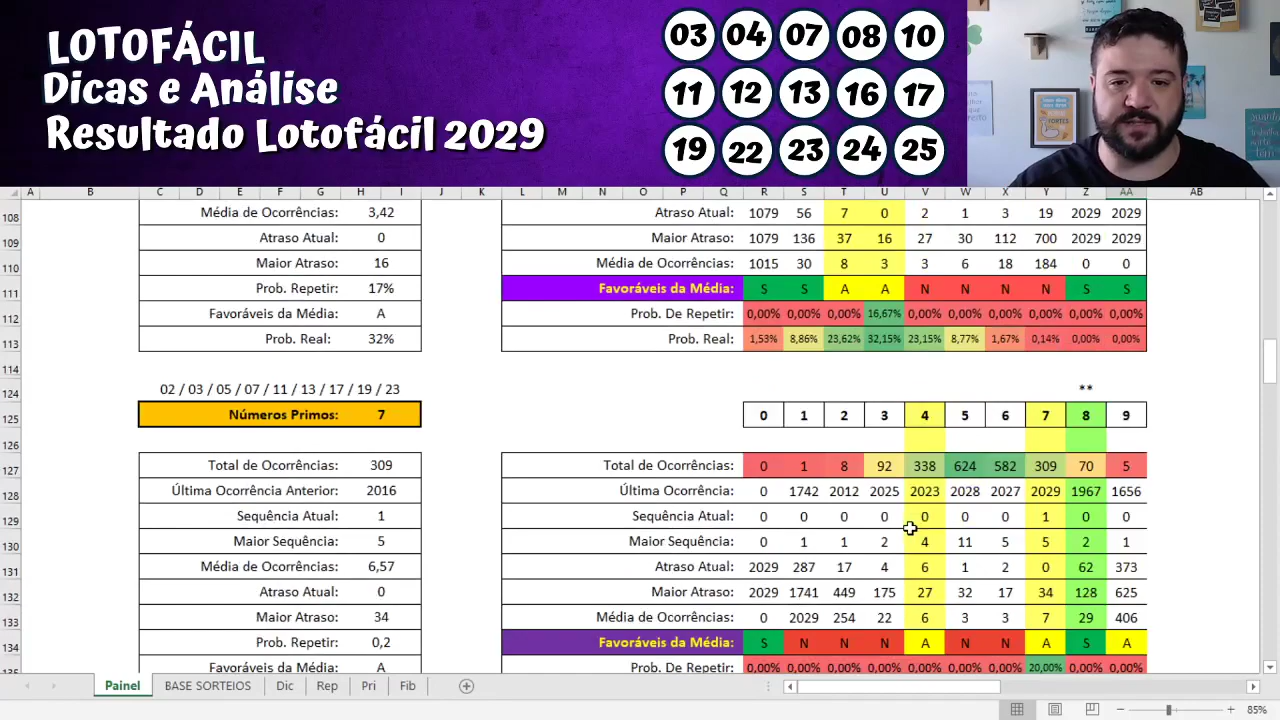 LOTOFÁCIL
Dicas e Análise
Resultado Lotofácil 2029
03 04 07 08 10
11 12 13 16 17
19 22 23 24 25
A B C D E F G H I J K L M N O P Q R S T U V W X Y Z AA AB
108 Média de Ocorrências: 3,42 Atraso Atual: 1079 56 7 0 2 1 3 19 2029 2029
109 Atraso Atual: 0 Maior Atraso: 1079 136 37 16 27 30 112 700 2029 2029
110 Maior Atraso: 16 Média de Ocorrências: 1015 30 8 3 3 6 18 184 0 0
111 Prob. Repetir: 17% Favoráveis da Média: S S A A N N N N S S
112 Favoráveis da Média: A Prob. De Repetir: 0,00% 0,00% 0,00% 16,67% 0,00% 0,00% 0,00% 0,00% 0,00% 0,00%
113 Prob. Real: 32% Prob. Real: 1,53% 8,86% 23,62% 32,15% 23,15% 8,77% 1,67% 0,14% 0,00% 0,00%
114
124 02 / 03 / 05 / 07 / 11 / 13 / 17 / 19 / 23 **
125 Números Primos: 7 0 1 2 3 4 5 6 7 8 9
126
127 Total de Ocorrências: 309 Total de Ocorrências: 0 1 8 92 338 624 582 309 70 5
128 Última Ocorrência Anterior: 2016 Última Ocorrência: 0 1742 2012 2025 2023 2028 2027 2029 1967 1656
129 Sequência Atual: 1 Sequência Atual: 0 0 0 0 0 0 0 1 0 0
130 Maior Sequência: 5 Maior Sequência: 0 1 1 2 4 11 5 5 2 1
131 Média de Ocorrências: 6,57 Atraso Atual: 2029 287 17 4 6 1 2 0 62 373
132 Atraso Atual: 0 Maior Atraso: 2029 1741 449 175 27 32 17 34 128 625
133 Maior Atraso: 34 Média de Ocorrências: 0 2029 254 22 6 3 3 7 29 406
134 Prob. Repetir: 0,2 Favoráveis da Média: S N N N A N N A S A
135 Favoráveis da Média: A Prob. De Repetir: 0,00% 0,00% 0,00% 0,00% 0,00% 0,00% 0,00% 20,00% 0,00% 0,00%
Painel BASE SORTEIOS Dic Rep Pri Fib
85%